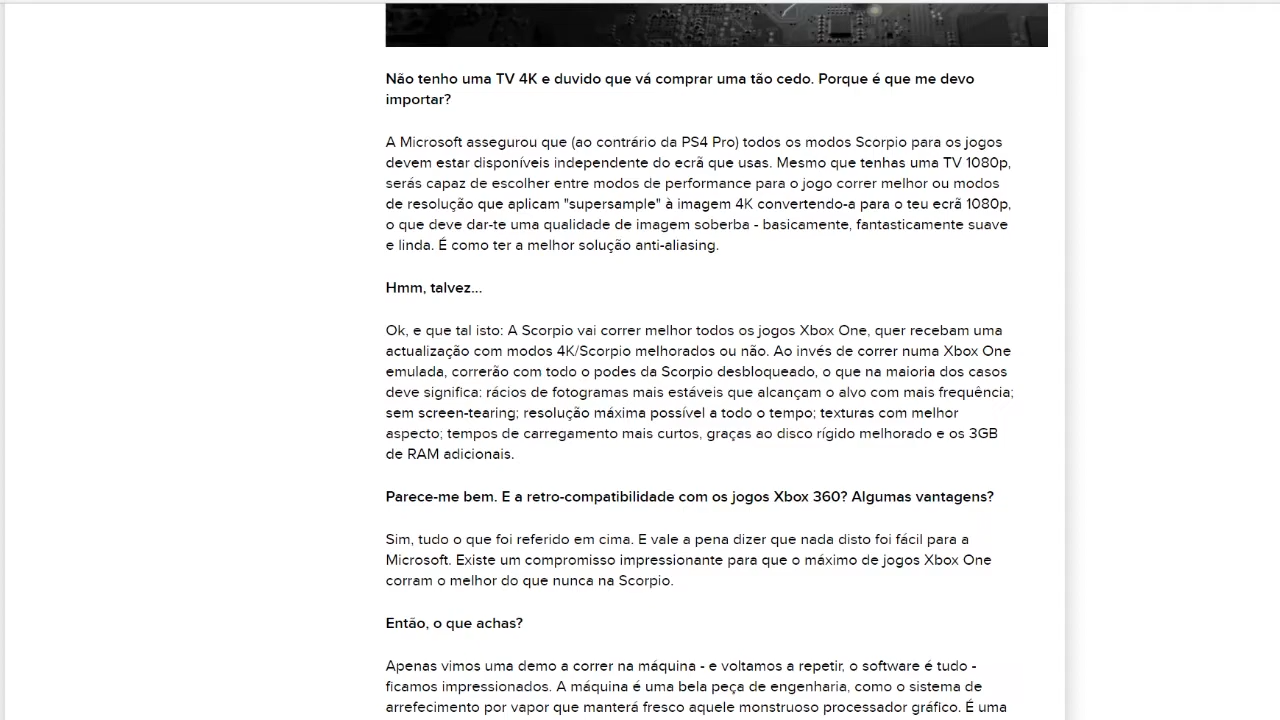 Não tenho uma TV 4K e duvido que vá comprar uma tão cedo. Porque é que me devo
importar?
A Microsoft assegurou que (ao contrário da PS4 Pro) todos os modos Scorpio para os jogos
devem estar disponíveis independente do ecrã que usas. Mesmo que tenhas uma TV 1080p,
serás capaz de escolher entre modos de performance para o jogo correr melhor ou modos
de resolução que aplicam "supersample" à imagem 4K convertendo-a para o teu ecrã 1080p,
o que deve dar-te uma qualidade de imagem soberba - basicamente, fantasticamente suave
e linda. É como ter a melhor solução anti-aliasing.
Hmm, talvez...
Ok, e que tal isto: A Scorpio vai correr melhor todos os jogos Xbox One, quer recebam uma
actualização com modos 4K/Scorpio melhorados ou não. Ao invés de correr numa Xbox One
emulada, correrão com todo o podes da Scorpio desbloqueado, o que na maioria dos casos
deve significa: rácios de fotogramas mais estáveis que alcançam o alvo com mais frequência;
sem screen-tearing; resolução máxima possível a todo o tempo; texturas com melhor
aspecto; tempos de carregamento mais curtos, graças ao disco rígido melhorado e os 3GB
de RAM adicionais.
Parece-me bem. E a retro-compatibilidade com os jogos Xbox 360? Algumas vantagens?
Sim, tudo o que foi referido em cima. E vale a pena dizer que nada disto foi fácil para a
Microsoft. Existe um compromisso impressionante para que o máximo de jogos Xbox One
corram o melhor do que nunca na Scorpio.
Então, o que achas?
Apenas vimos uma demo a correr na máquina - e voltamos a repetir, o software é tudo -
ficamos impressionados. A máquina é uma bela peça de engenharia, como o sistema de
arrefecimento por vapor que manterá fresco aquele monstruoso processador gráfico. É uma